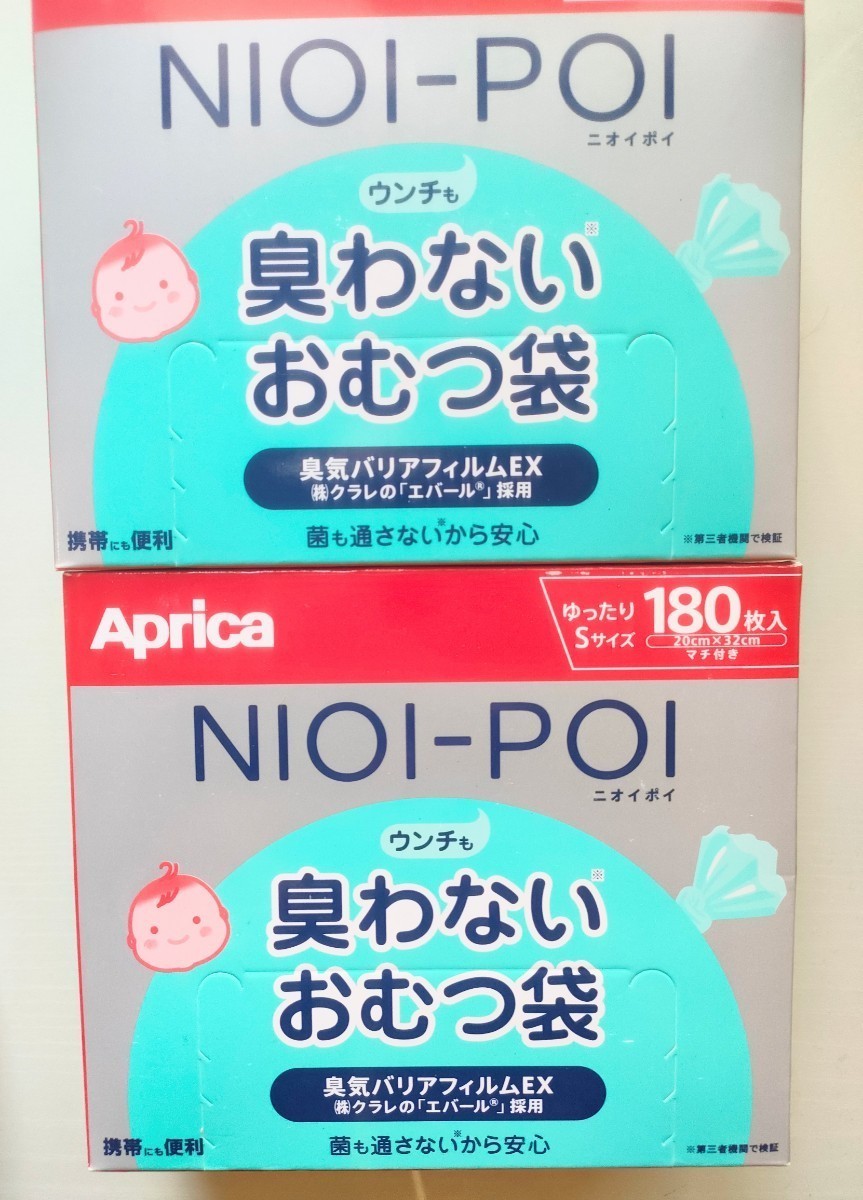 NIOI-POI
ニオイポイ
ウンチも
臭わない※
おむつ袋
臭気バリアフィルムEX
㈱クラレの「エバール®」採用
菌も通さない※から安心
携帯にも便利
※第三者機関で検証
Aprica
ゆったり
Sサイズ
180枚入
20cm×32cm
マチ付き
NIOI-POI
ニオイポイ
ウンチも
臭わない※
おむつ袋
臭気バリアフィルムEX
㈱クラレの「エバール®」採用
菌も通さない※から安心
携帯にも便利
※第三者機関で検証